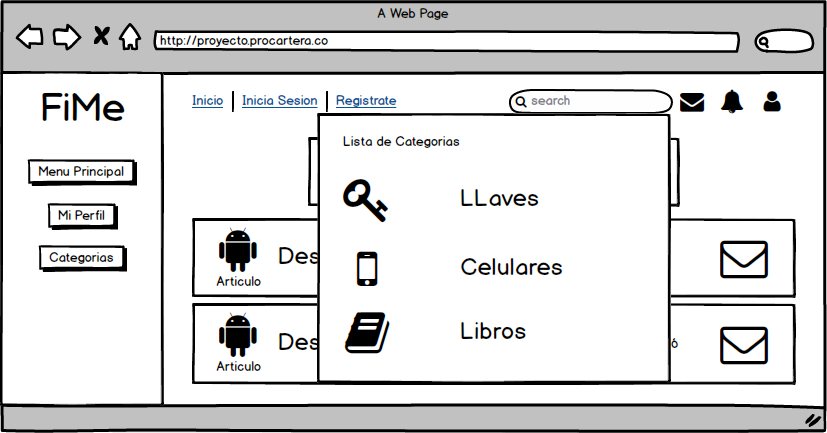 A Web Page
http://proyecto.procartera.co
FiMe
Inicio
Inicia Sesion
Registrate
search
Menu Principal
Mi Perfil
Categorias
Lista de Categorias
LLaves
Celulares
Libros
Des
Articulo
Des
6
Articulo